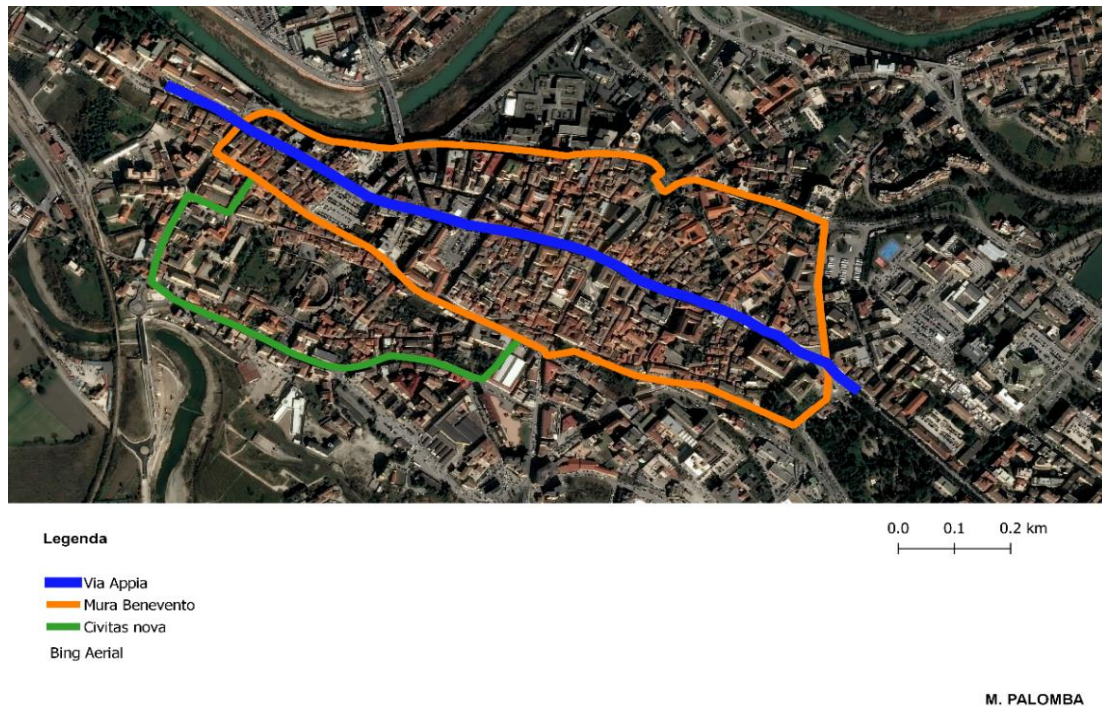 Legenda
0.0 0.1 0.2 km
Via Appia
Mura Benevento
Civitas nova
Bing Aerial
M. PALOMBA